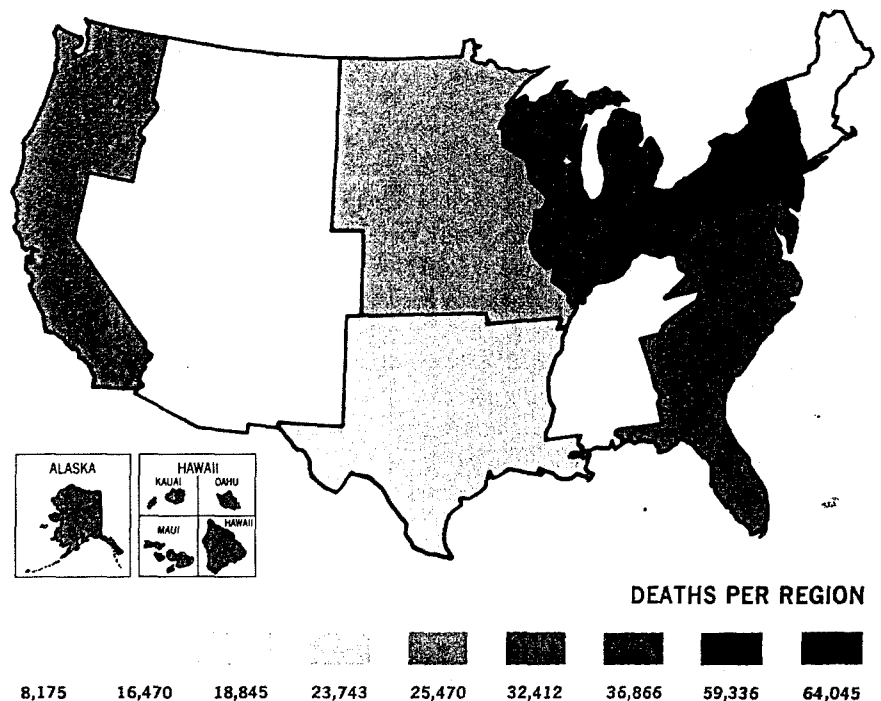 ALASKA
HAWAII
KAUAI OAHU
MAUI HAWAII
DEATHS PER REGION
8,175 16,470 18,845 23,743 25,470 32,412 36,866 59,336 64,045